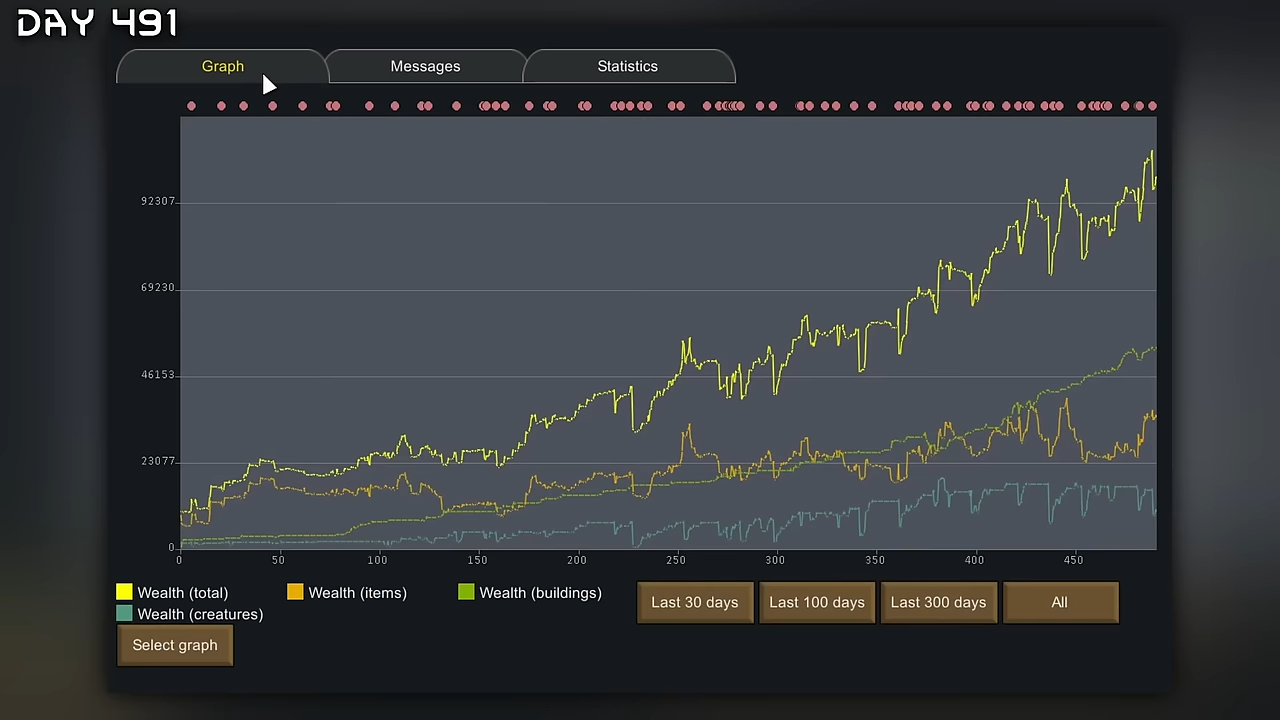 DAY 491
Graph Messages Statistics
92307
69230
46153
23077
0
0 50 100 150 200 250 300 350 400 450
Wealth (total) Wealth (items) Wealth (buildings)
Wealth (creatures)
Last 30 days Last 100 days Last 300 days All
Select graph